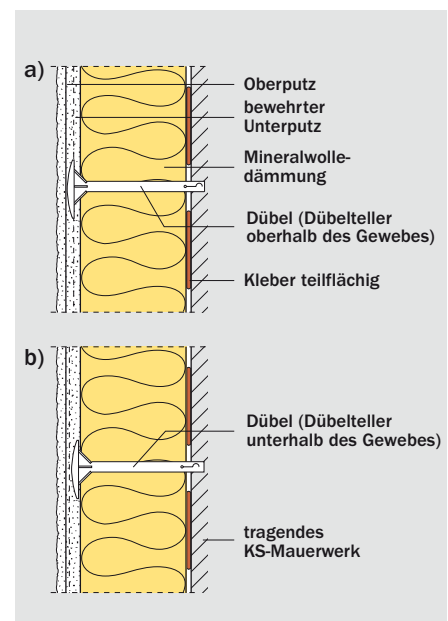 a)
Oberputz
bewehrter
Unterputz
Mineralwolle-
dämmung
Dübel (Dübelteller
oberhalb des Gewebes)
Kleber teilflächig
b)
Dübel (Dübelteller
unterhalb des Gewebes)
tragendes
KS-Mauerwerk